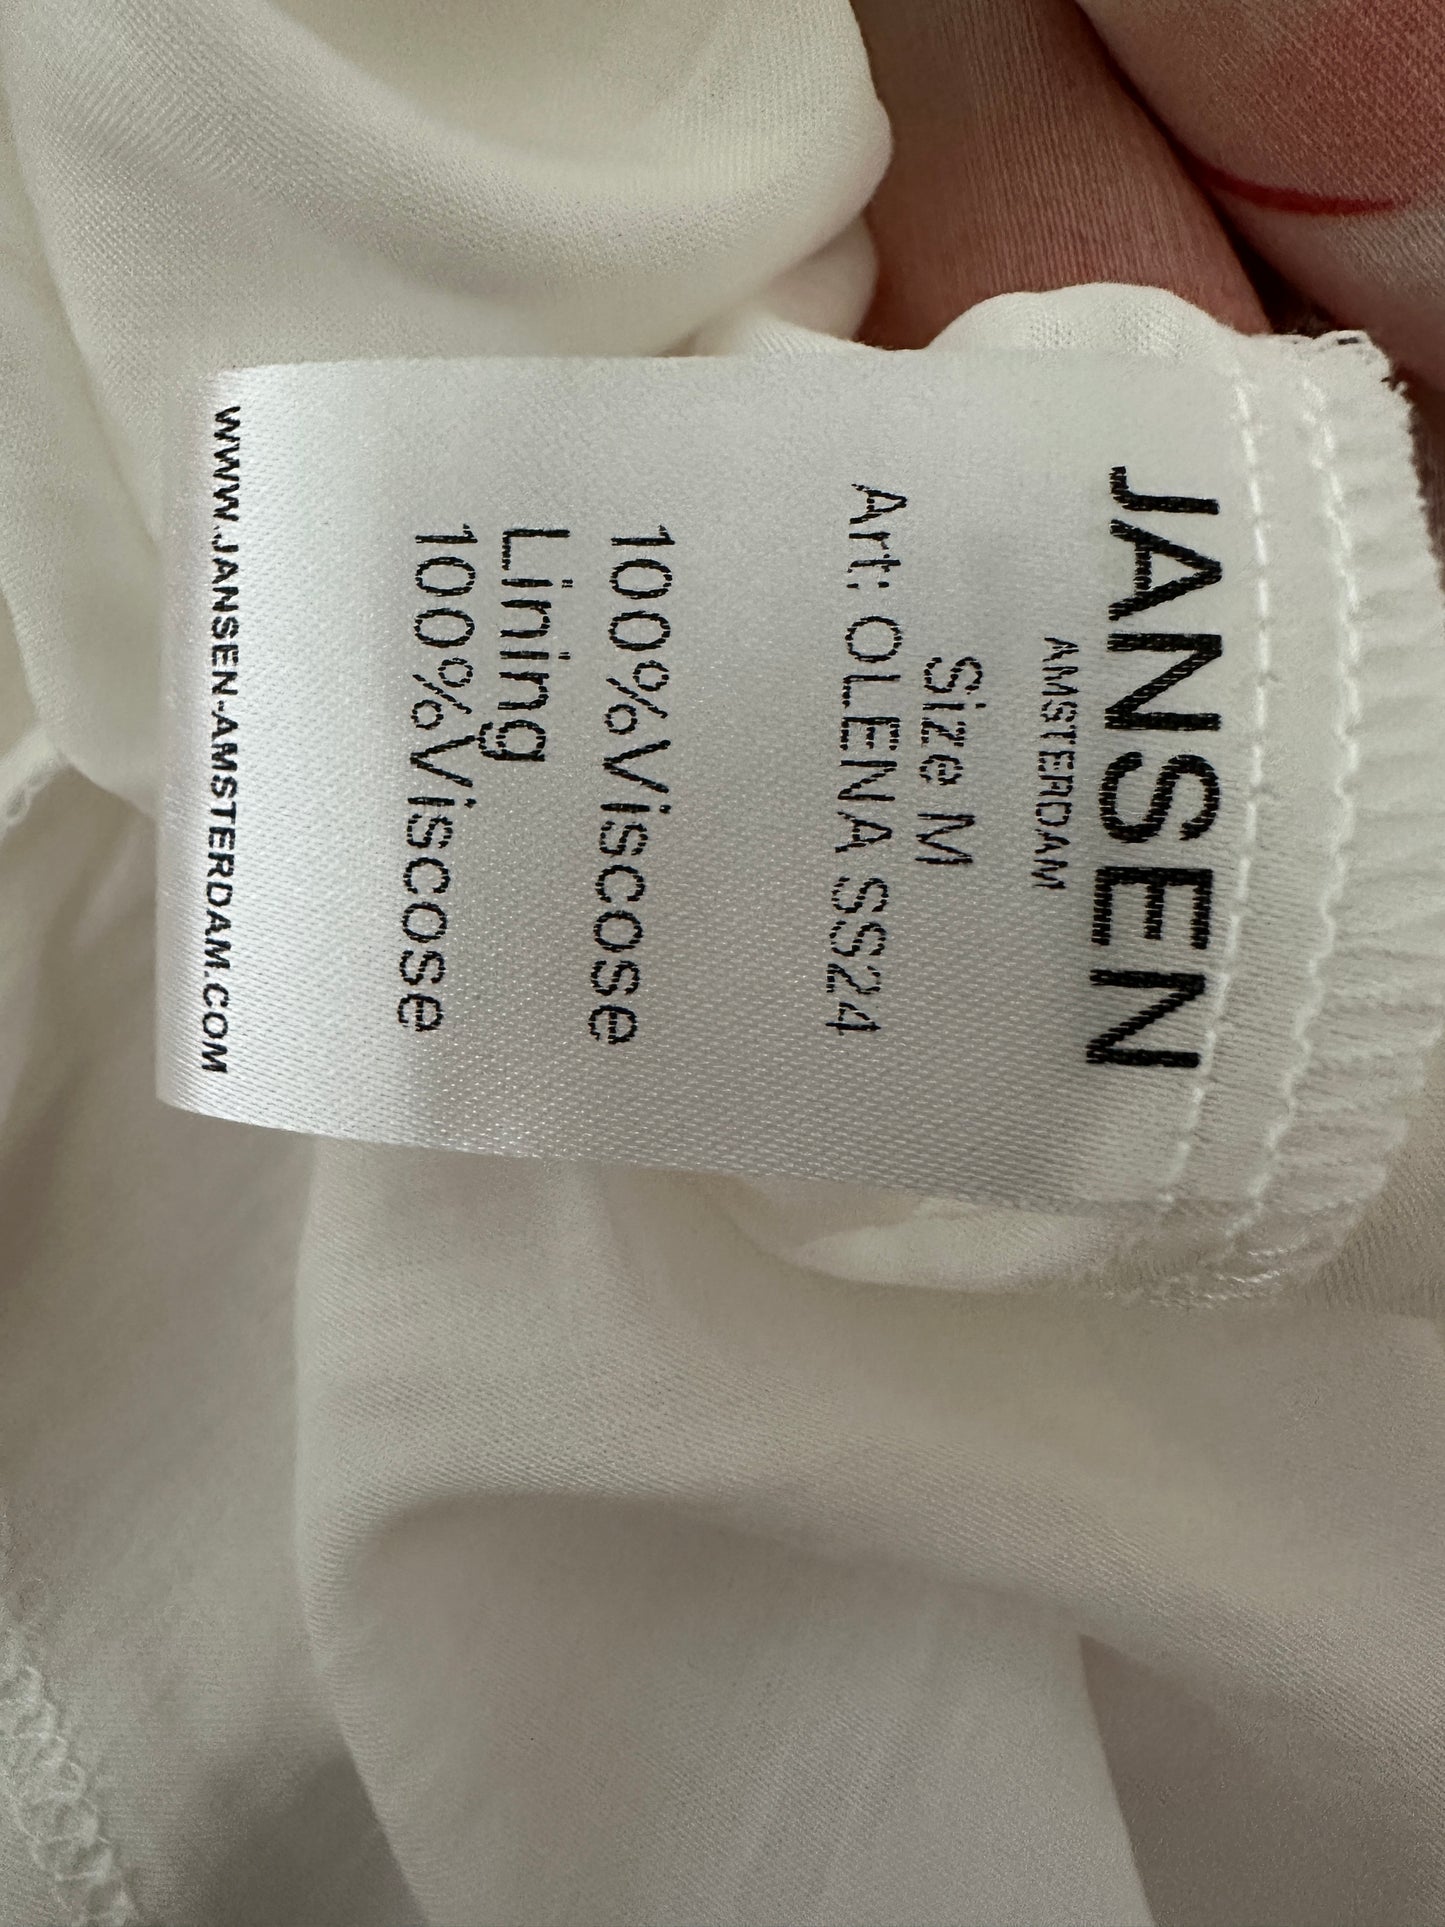 JANSEN
AMSTERDAM
Size M
Art: OLENA SS24
100%Viscose
Lining
100%Viscose
WWW.JANSEN-AMSTERDAM.COM